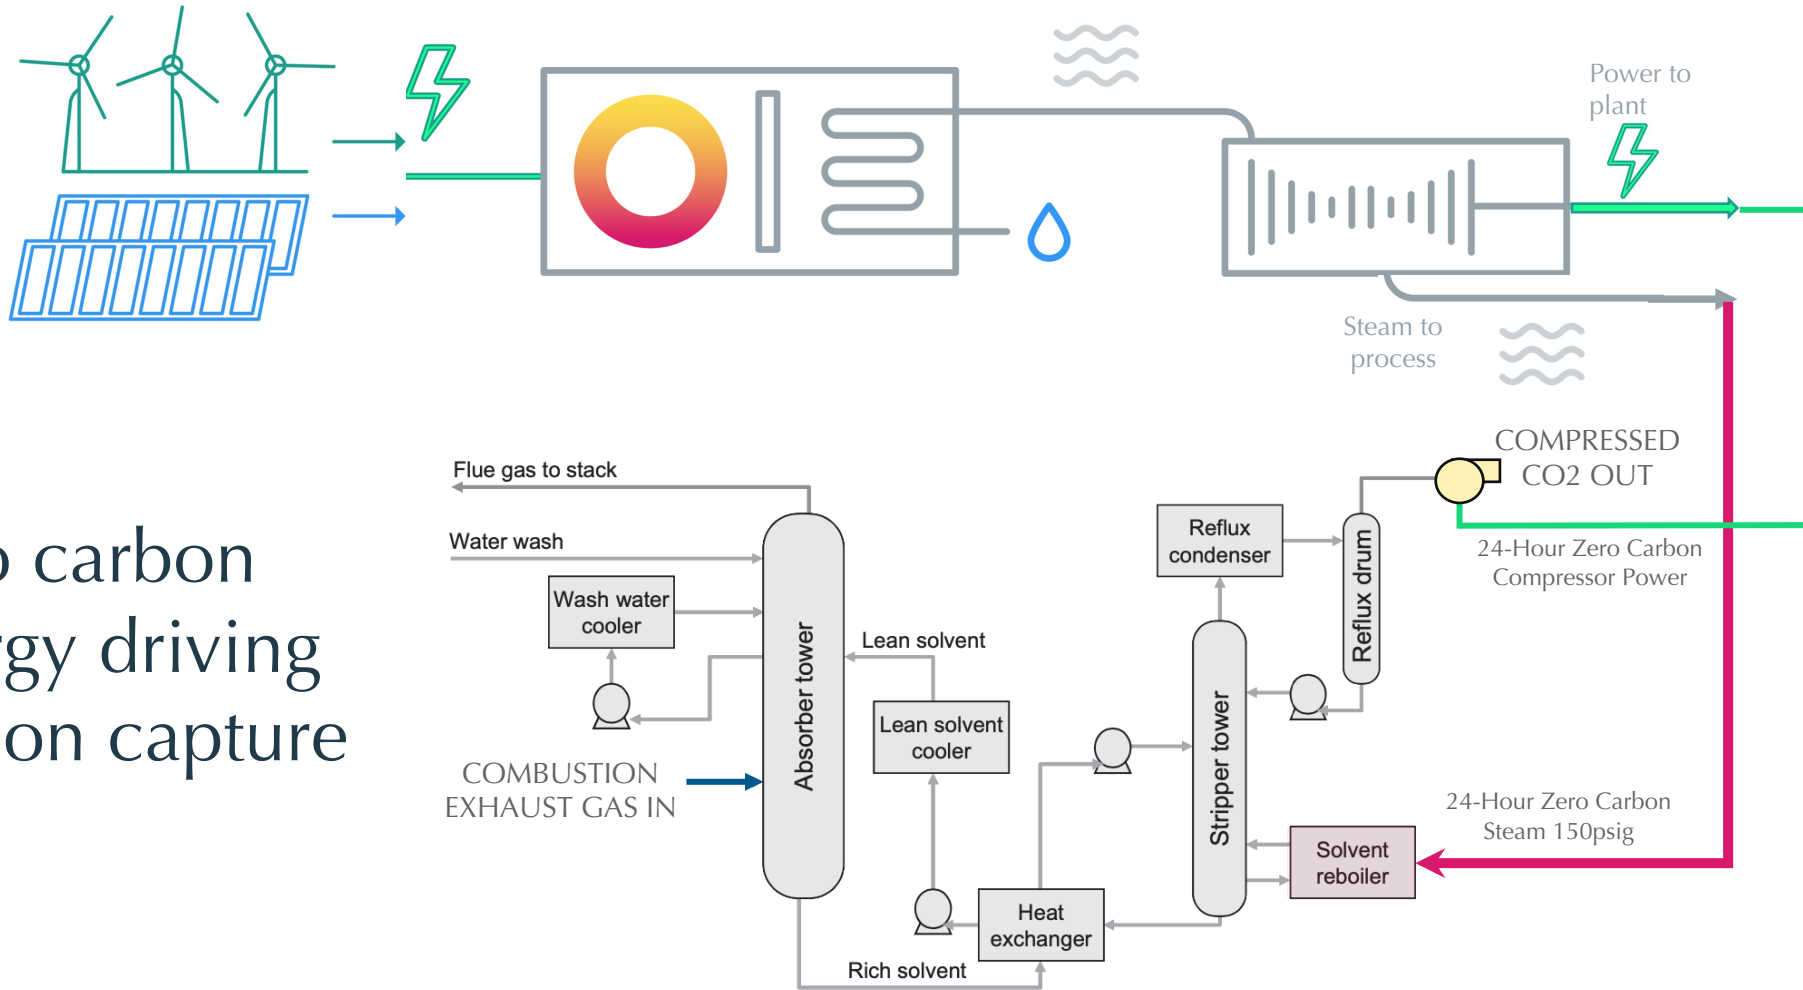 Power to
plant
Steam to
process
COMPRESSED
CO2 OUT
24-Hour Zero Carbon
Compressor Power
Flue gas to stack
Water wash
Wash water
cooler
Absorber tower
Lean solvent
Lean solvent
cooler
COMBUSTION
EXHAUST GAS IN
Reflux
condenser
Reflux drum
Stripper tower
24-Hour Zero Carbon
Steam 150psig
Solvent
reboiler
Heat
exchanger
Rich solvent
o carbon
rgy driving
on capture